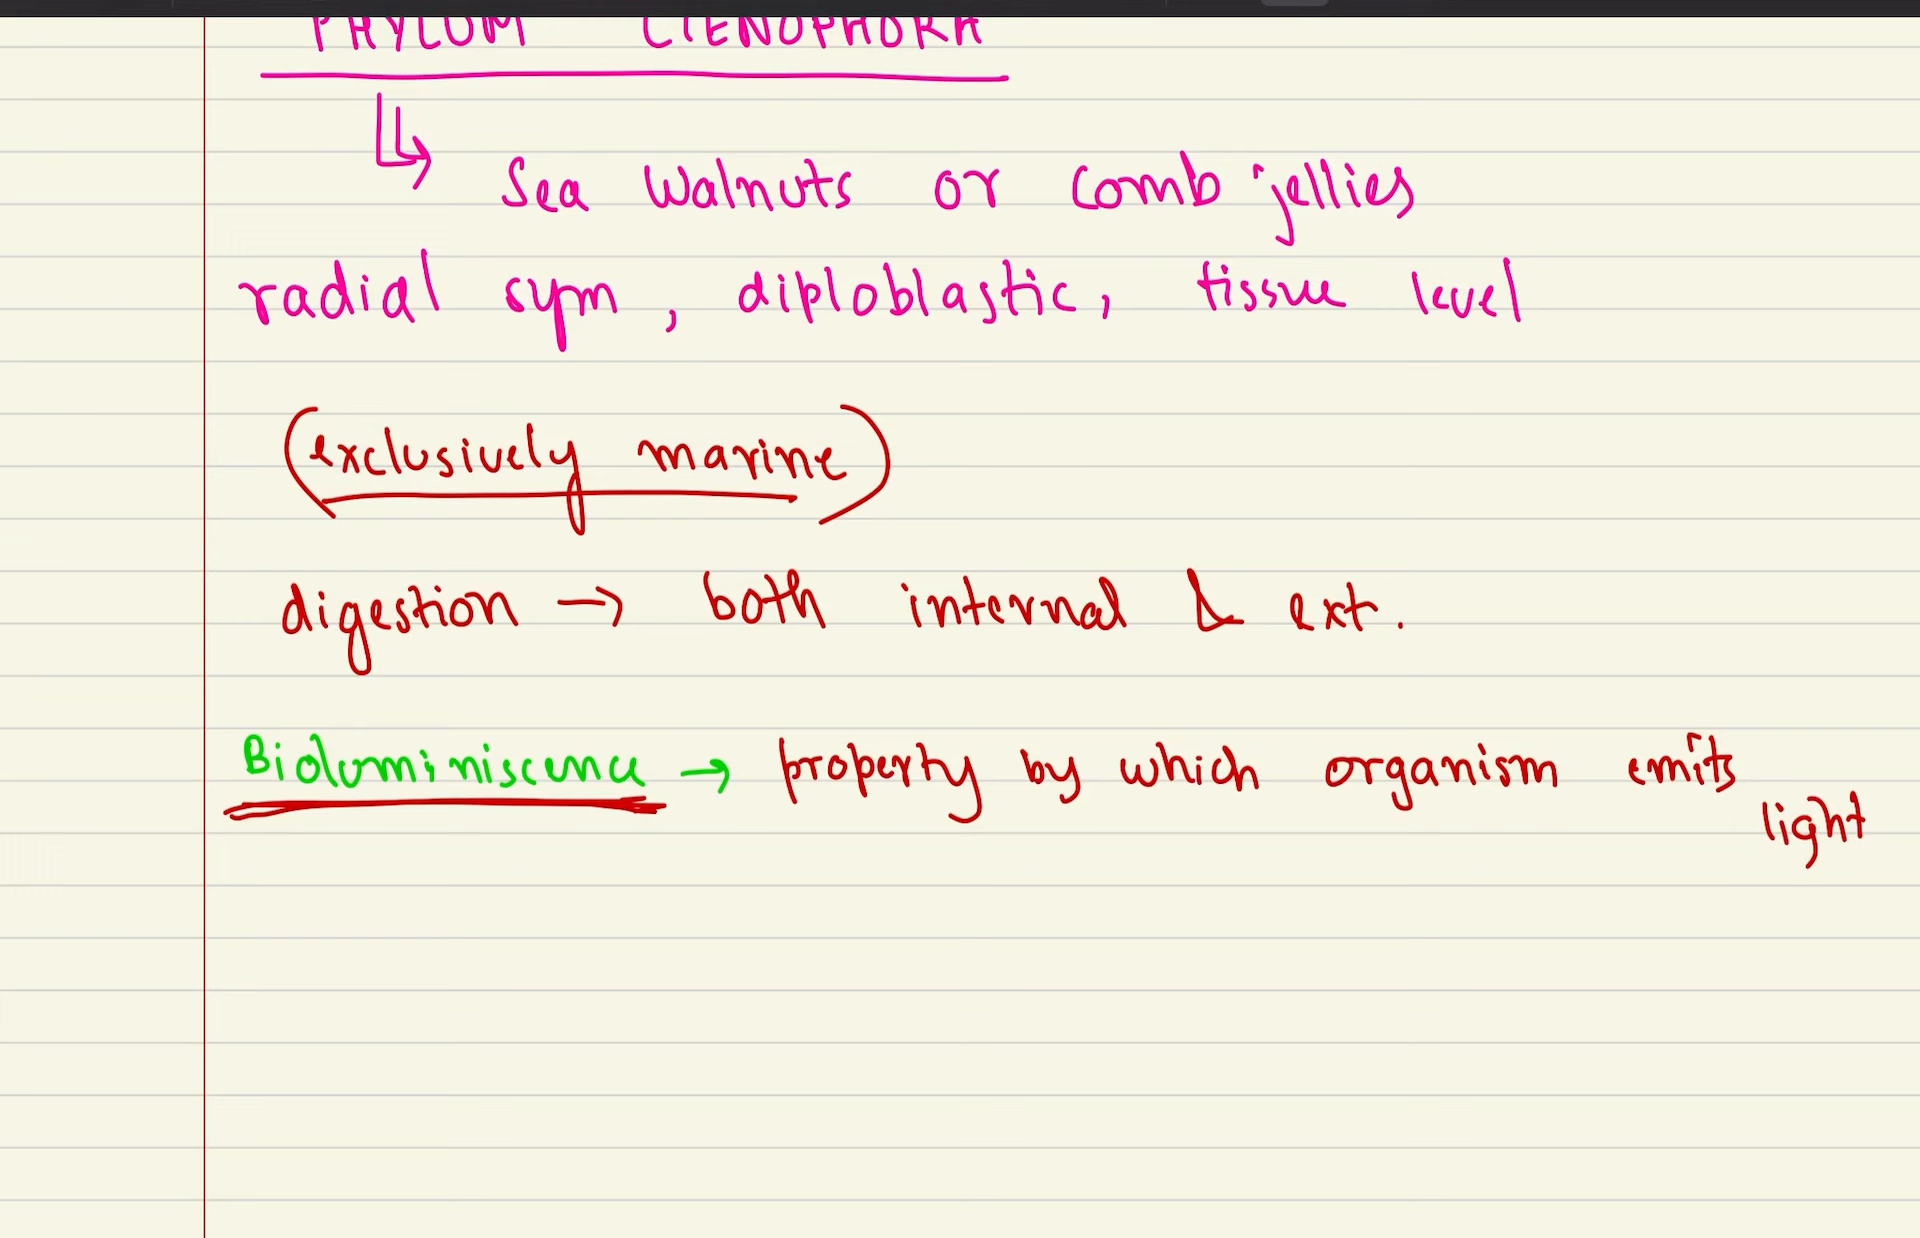 PHYLUM CTENOPHORA
Sea Walnuts or Comb jellies
radial sym, diploblastic, tissue level
(exclusively marine)
digestion → both internal & ext.
Bioluminiscence → property by which organism emits
light